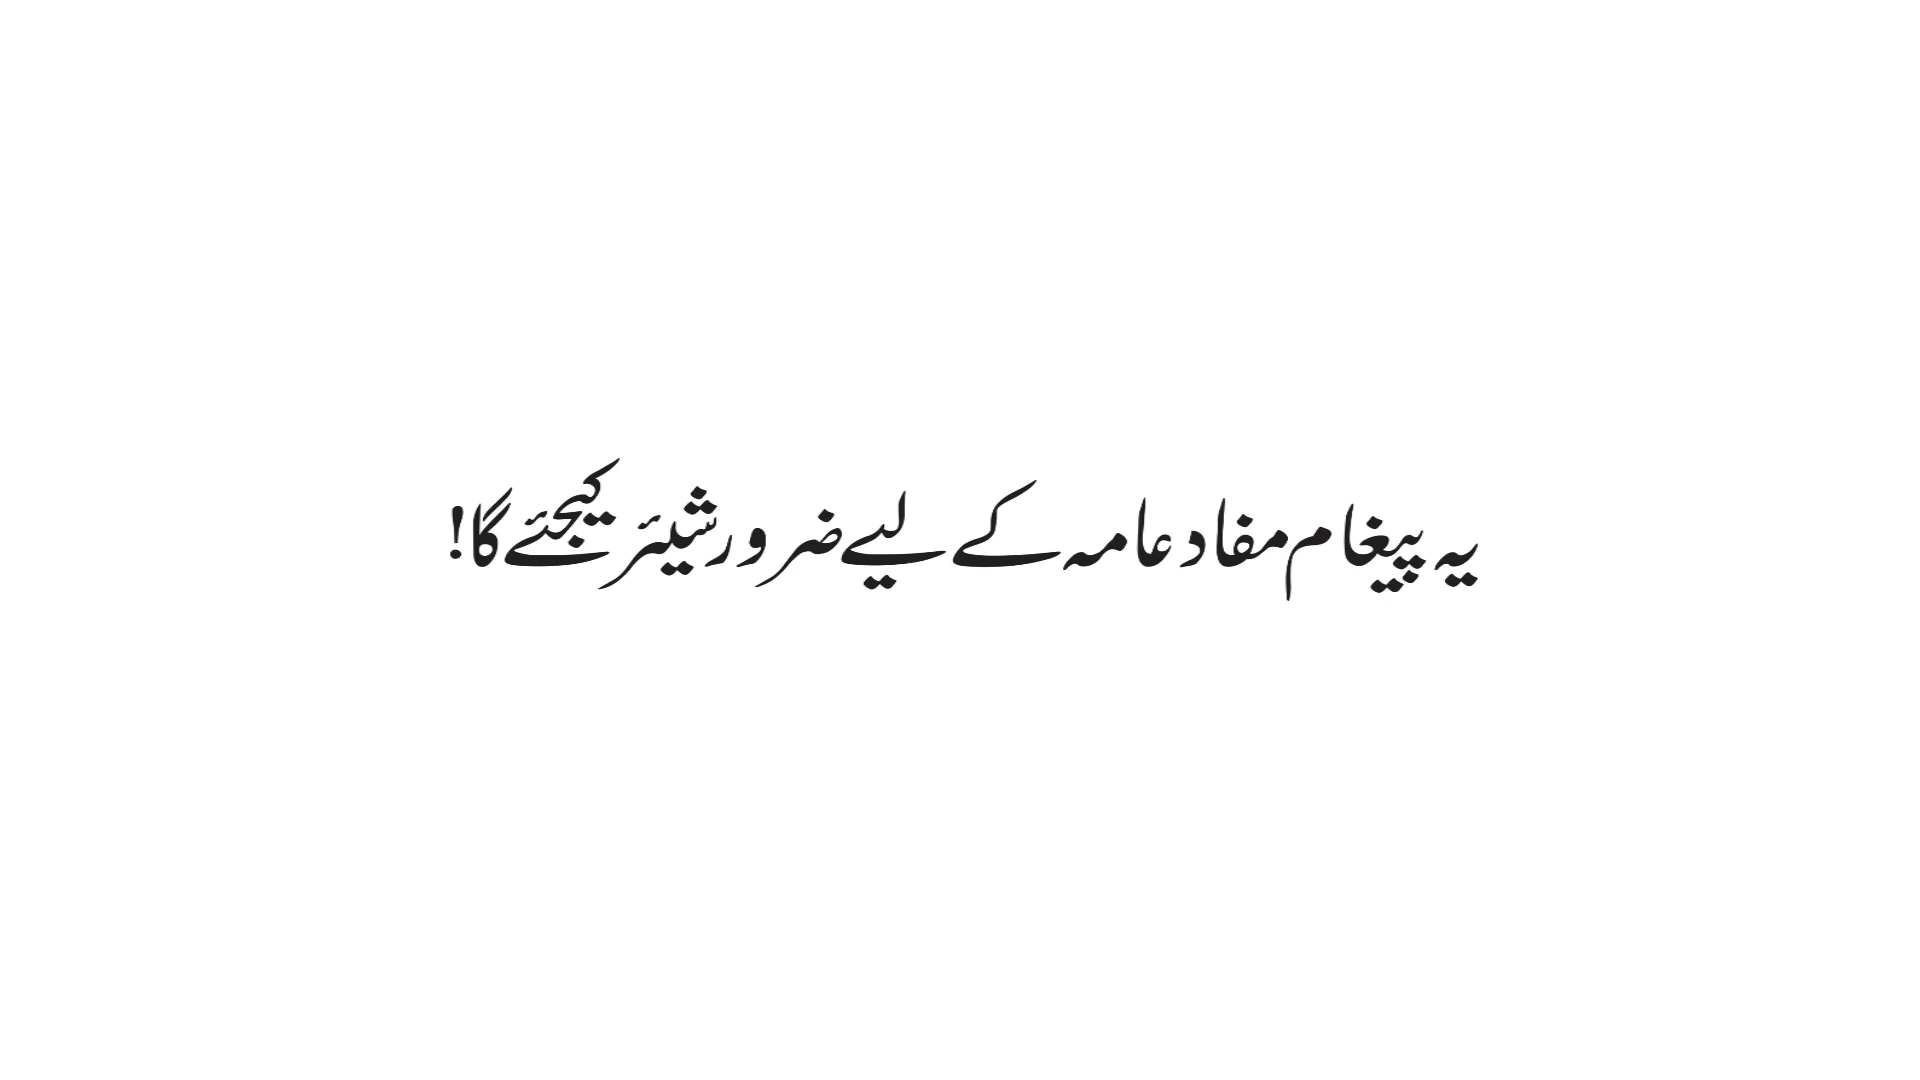 یہ پیغام مفاد عامہ کے لیے ضرور شیئر کیجئے گا!